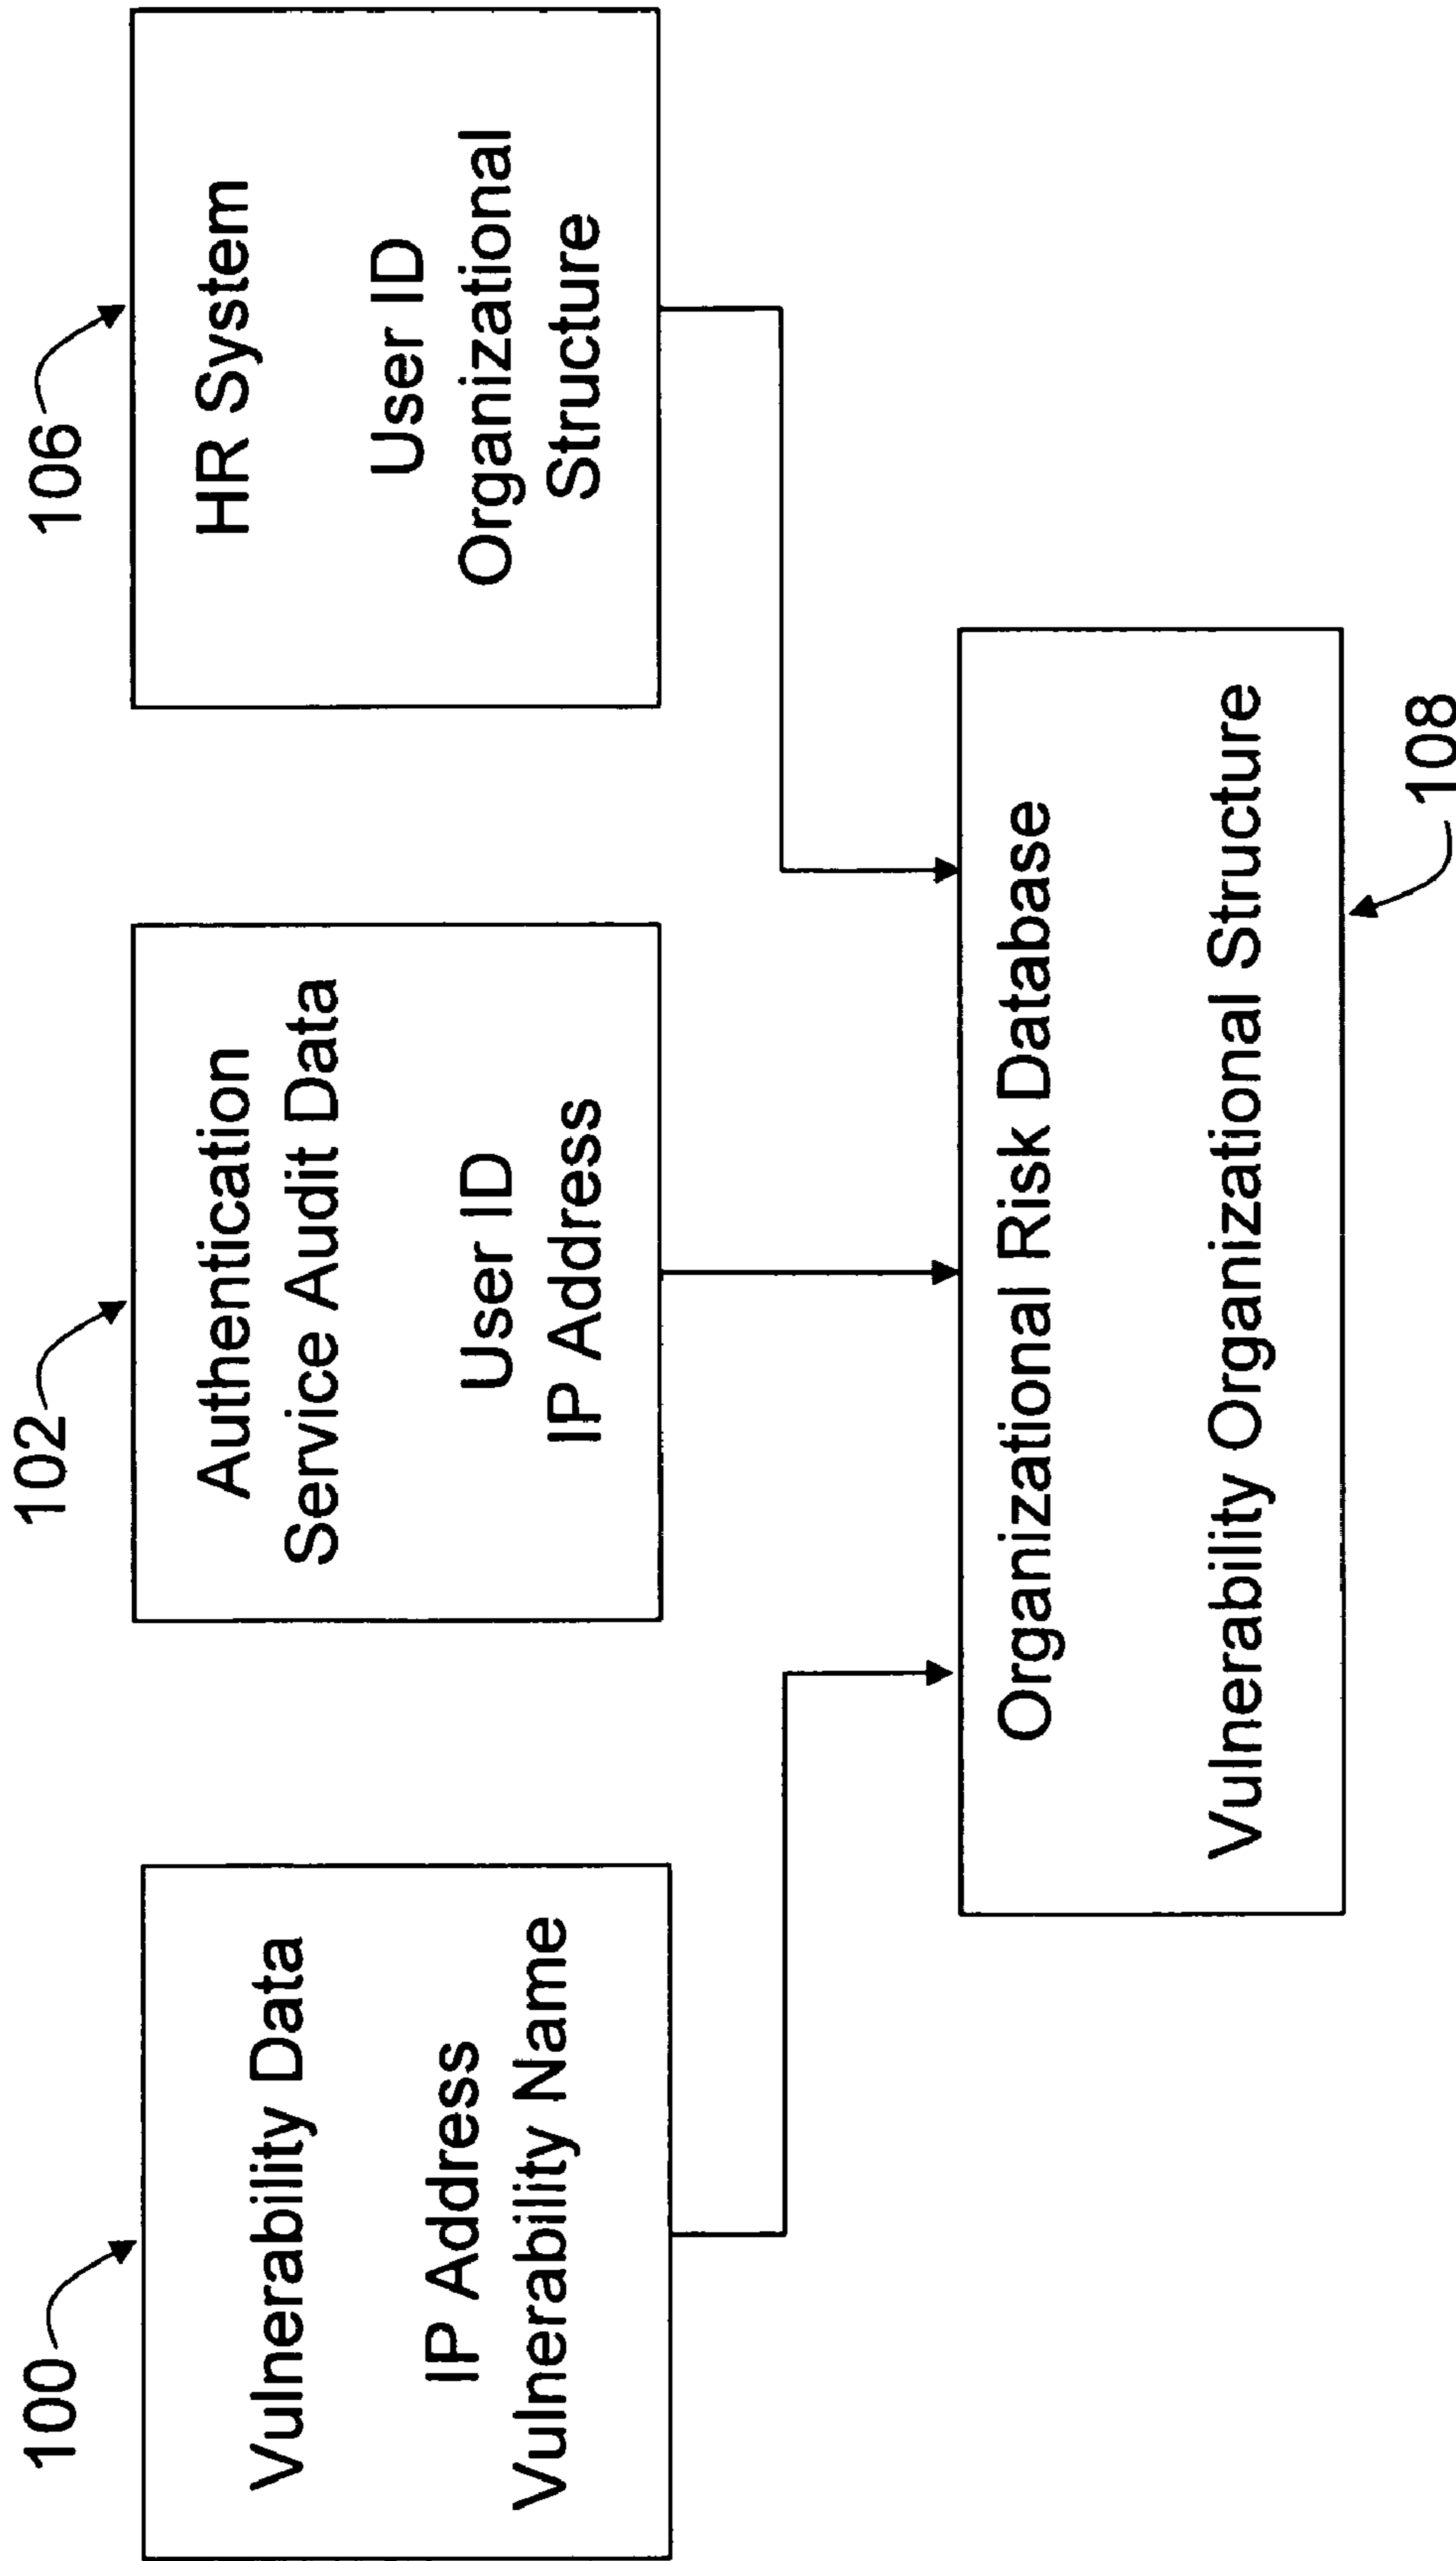 100
Vulnerability Data
IP Address
Vulnerability Name
102
Authentication
Service Audit Data
User ID
IP Address
106
HR System
User ID
Organizational
Structure
Organizational Risk Database
Vulnerability Organizational Structure
108